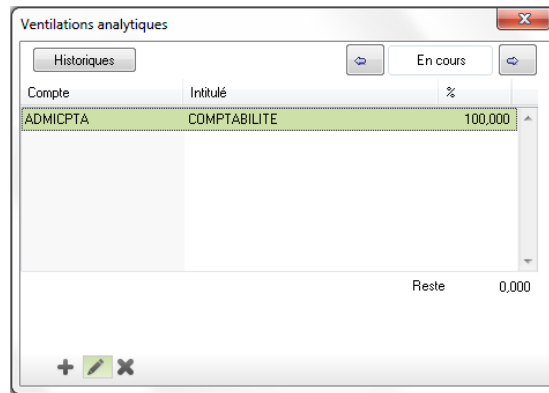 Ventilations analytiques
Historiques En cours
Compte Intitulé %
ADMICPTA COMPTABILITE 100,000
Reste 0,000